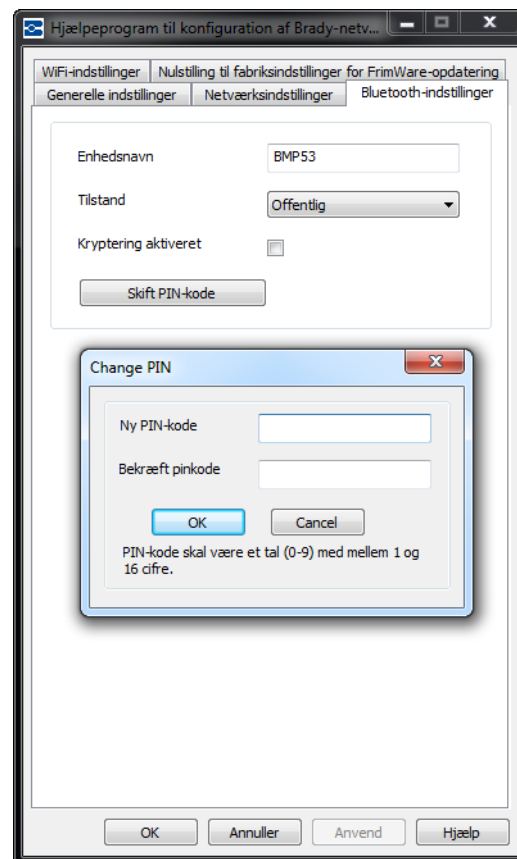 Hjælpeprogram til konfiguration af Brady-netv...
WiFi-indstillinger
Nulstilling til fabriksindstillinger for FrimWare-opdatering
Generelle indstillinger
Netværksindstillinger
Bluetooth-indstillinger
Enhedsnavn
BMP53
Tilstand
Offentlig
Kryptering aktiveret
Skift PIN-kode
Change PIN
Ny PIN-kode
Bekræft pinkode
OK
Cancel
PIN-kode skal være et tal (0-9) med mellem 1 og
16 cifre.
OK
Annuller
Anvend
Hjælp